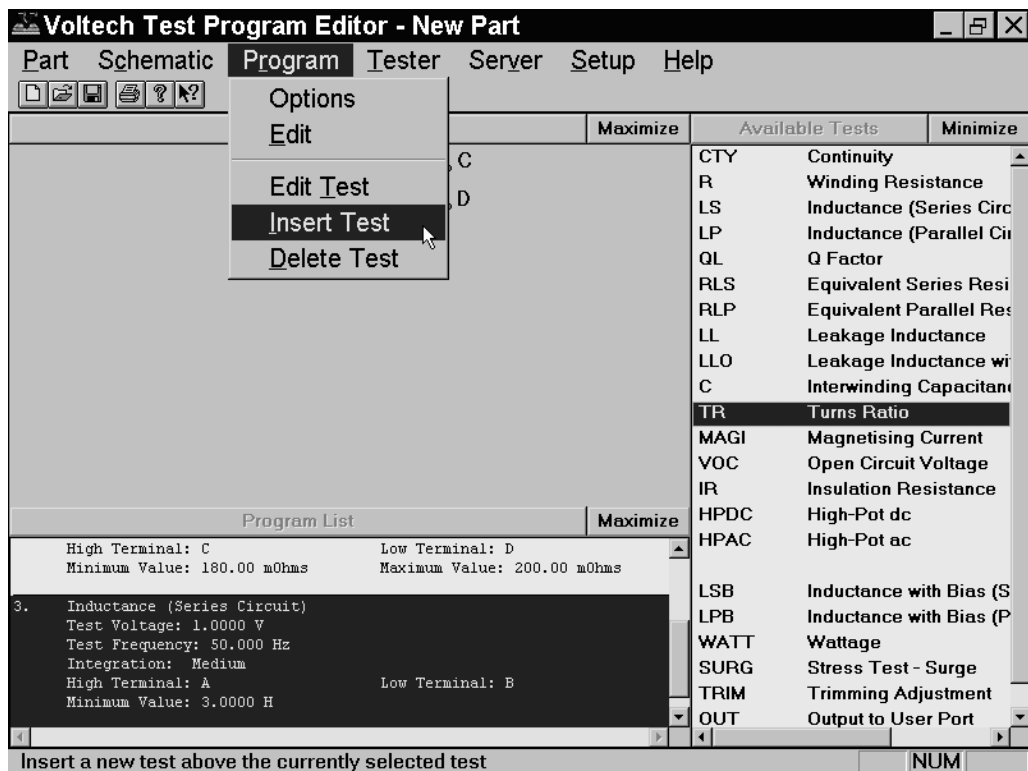 Voltech Test Program Editor - New Part
Part Schematic Program Tester Server Setup Help
Options
Edit
Edit Test
Insert Test
Delete Test
Maximize
C
D
Available Tests Minimize
CTY Continuity
R Winding Resistance
LS Inductance (Series Circ
LP Inductance (Parallel Cir
QL Q Factor
RLS Equivalent Series Resi
RLP Equivalent Parallel Res
LL Leakage Inductance
LLO Leakage Inductance wi
C Interwinding Capacitan
TR Turns Ratio
MAGI Magnetising Current
VOC Open Circuit Voltage
IR Insulation Resistance
HPDC High-Pot dc
HPAC High-Pot ac
LSB Inductance with Bias (S
LPB Inductance with Bias (P
WATT Wattage
SURG Stress Test - Surge
TRIM Trimming Adjustment
OUT Output to User Port
Program List Maximize
High Terminal: C Low Terminal: D
Minimum Value: 180.00 mOhms Maximum Value: 200.00 mOhms
3. Inductance (Series Circuit)
Test Voltage: 1.0000 V
Test Frequency: 50.000 Hz
Integration: Medium
High Terminal: A Low Terminal: B
Minimum Value: 3.0000 H
Insert a new test above the currently selected test NUM